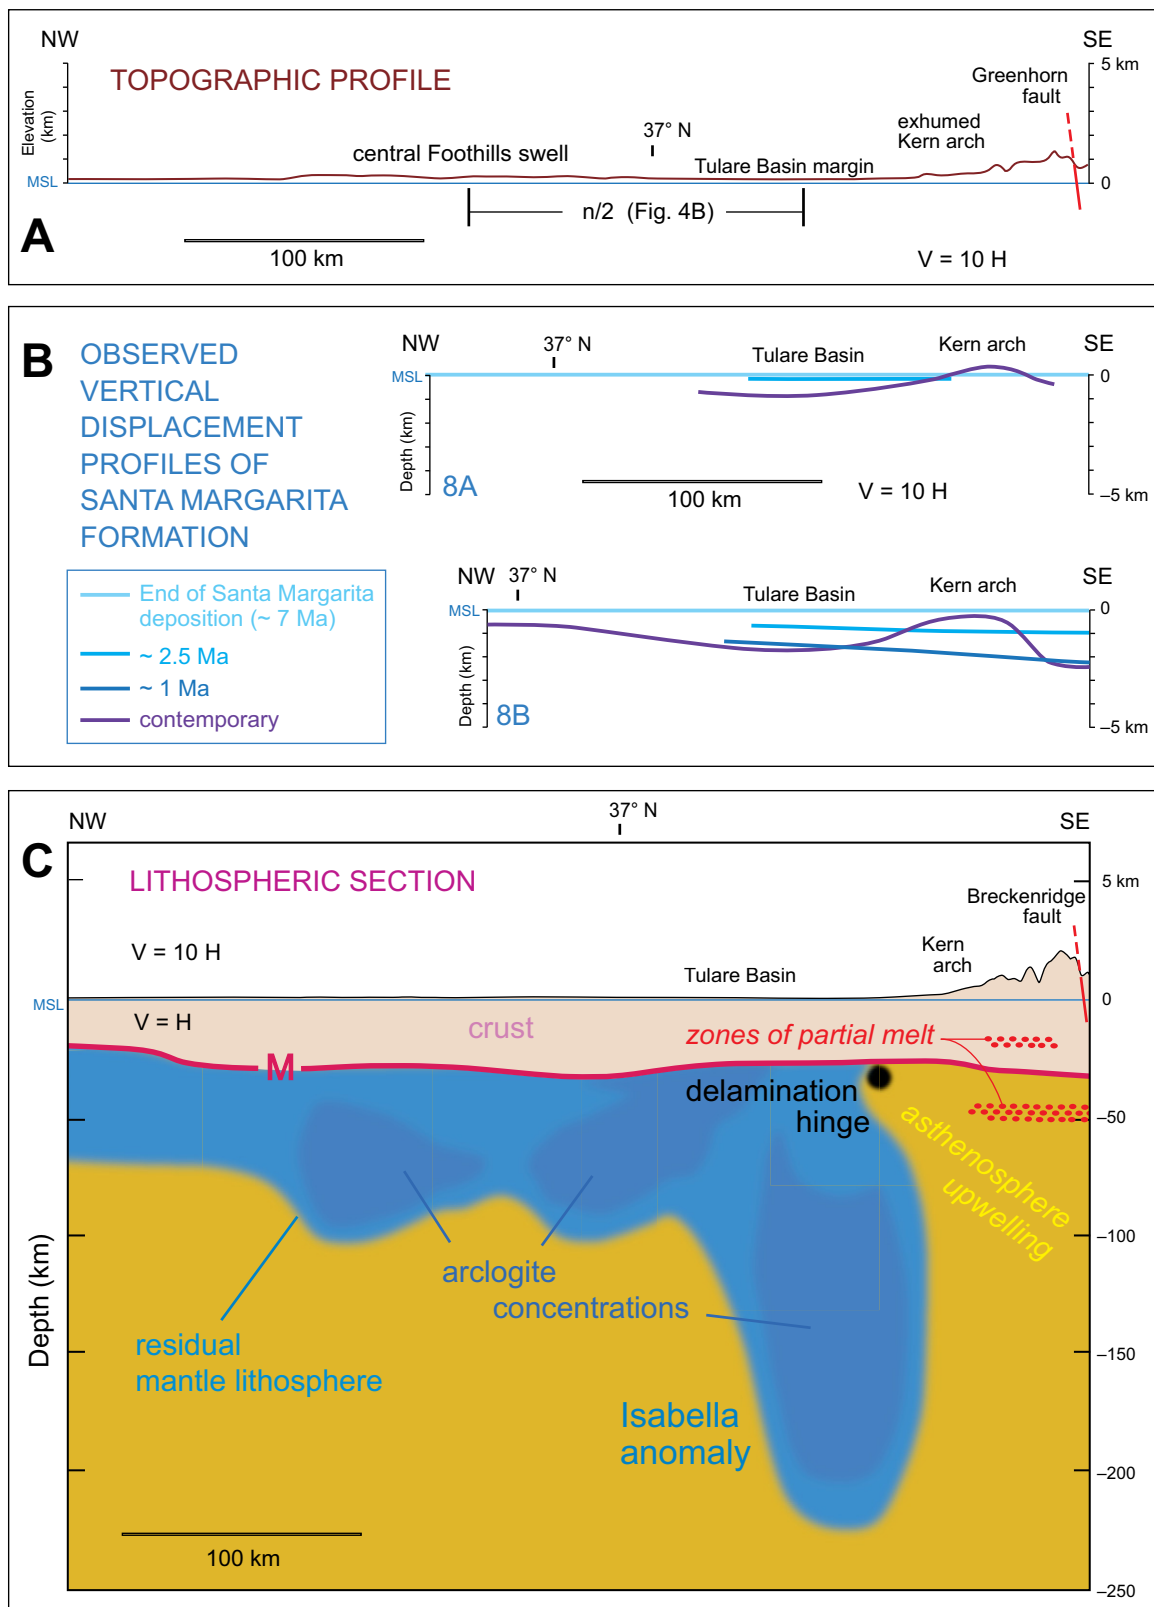 NW
SE
TOPOGRAPHIC PROFILE
5 km
Greenhorn
fault
Elevation
(km)
37° N
exhumed
Kern arch
central Foothills swell
Tulare Basin margin
MSL
0
n/2 (Fig. 4B)
A
100 km
V = 10 H
B
OBSERVED
VERTICAL
DISPLACEMENT
PROFILES OF
SANTA MARGARITA
FORMATION
NW
37° N
Tulare Basin
Kern arch
SE
MSL
0
Depth (km)
8A
100 km
V = 10 H
–5 km
End of Santa Margarita
deposition (~ 7 Ma)
~ 2.5 Ma
~ 1 Ma
contemporary
NW
37° N
Tulare Basin
Kern arch
SE
MSL
0
Depth (km)
8B
–5 km
NW
37° N
SE
C
LITHOSPHERIC SECTION
5 km
Breckenridge
fault
V = 10 H
Kern
arch
Tulare Basin
MSL
0
V = H
crust
zones of partial melt
M
delamination
hinge
–50
asthenosphere
upwelling
–100
arclogite
concentrations
Depth (km)
residual
mantle lithosphere
–150
Isabella
anomaly
–200
100 km
–250